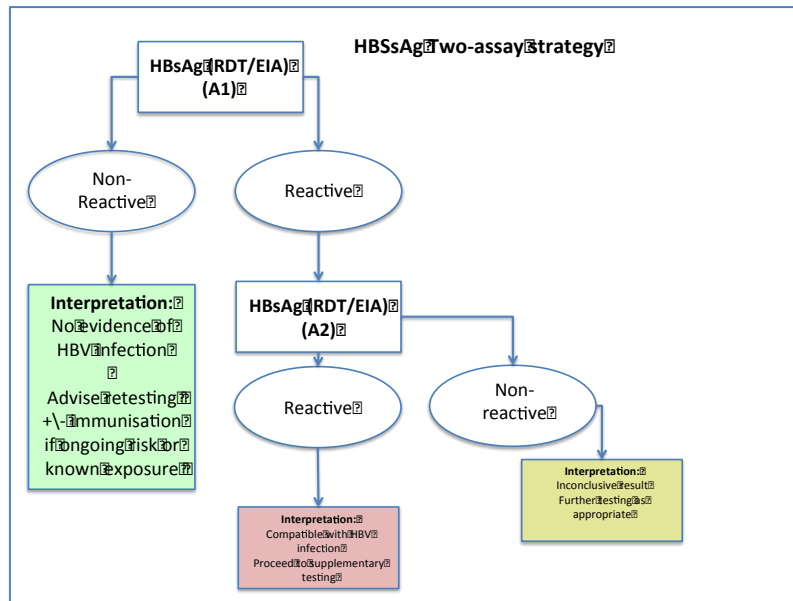 HBSsAg Two-assay strategy
HBsAg (RDT/EIA)
(A1)
Non-
Reactive
Reactive
Interpretation:
No evidence of
HBV infection
Advise retesting
+\- immunisation
if ongoing risk or
known exposure
HBsAg (RDT/EIA)
(A2)
Reactive
Non-
reactive
Interpretation:
Compatible with HBV
infection
Proceed to supplementary
testing
Interpretation:
Inconclusive result
Further testing as
appropriate